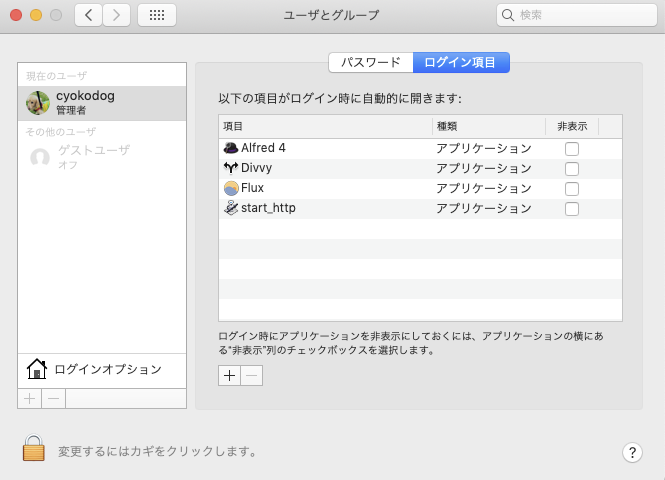 ユーザとグループ
検索
現在のユーザ
cyokodog
管理者
その他のユーザ
ゲストユーザ
オフ
ログインオプション
パスワード ログイン項目
以下の項目がログイン時に自動的に開きます:
項目 種類 非表示
Alfred 4 アプリケーション
Divvy アプリケーション
Flux アプリケーション
start_http アプリケーション
ログイン時にアプリケーションを非表示にしておくには、アプリケーションの横にあ
る“非表示”列のチェックボックスを選択します。
+ −
+ −
変更するにはカギをクリックします。
?